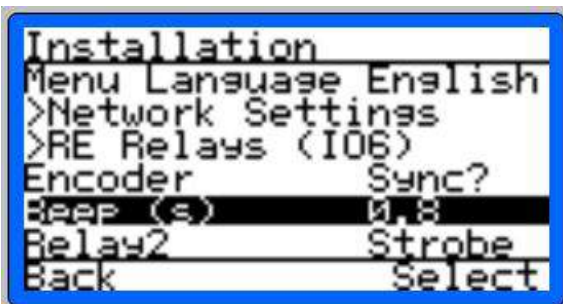 Installation
Menu Language English
>Network Settings
>RE Relays (IO6)
Encoder Sync?
Beep (s) 0.8
Relay2 Strobe
Back Select